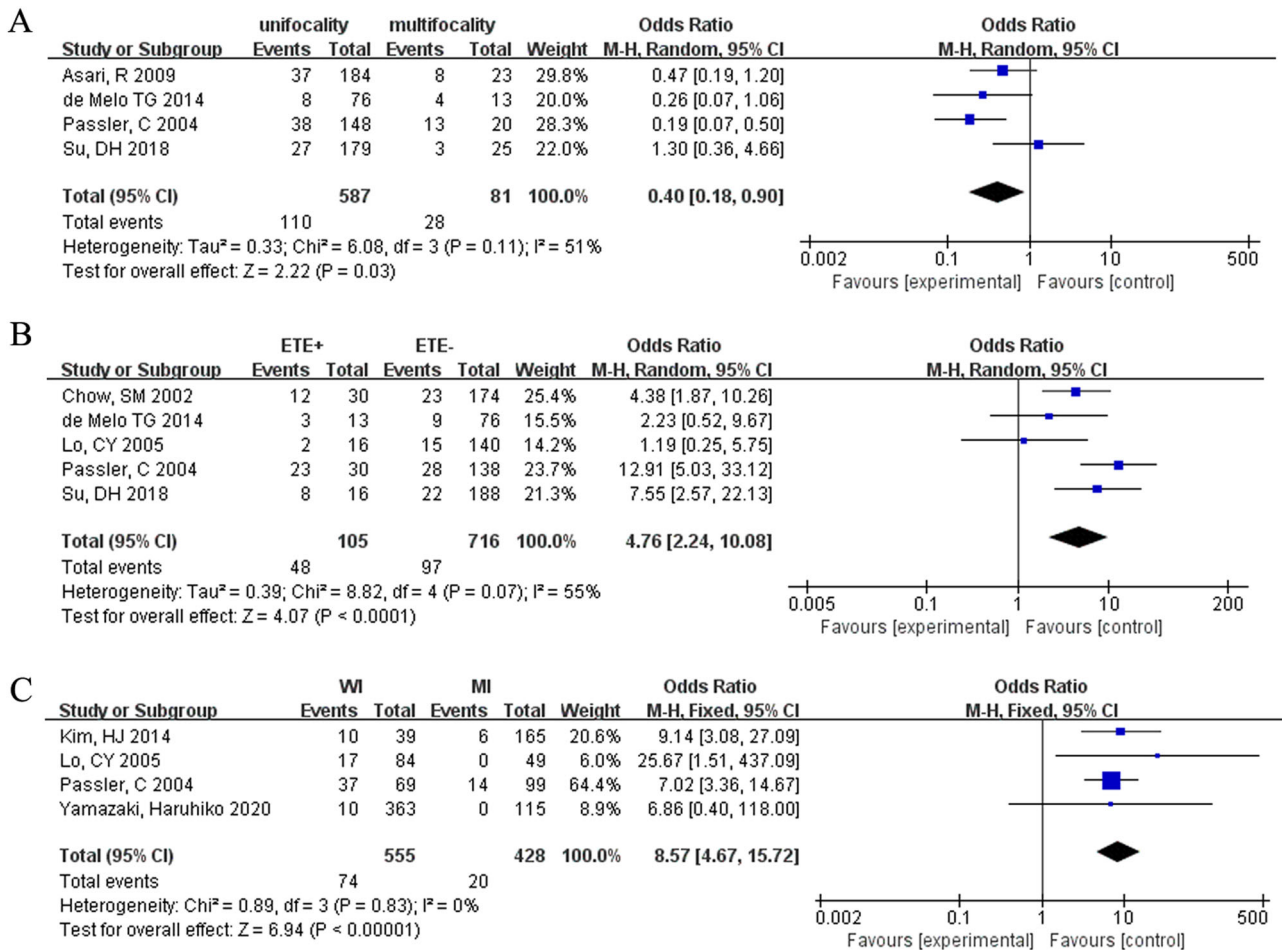 A
unifocality multifocality Odds Ratio Odds Ratio
Study or Subgroup Events Total Events Total Weight M-H, Random, 95% CI M-H, Random, 95% CI
Asari, R 2009 37 184 8 23 29.8% 0.47 [0.19, 1.20]
de Melo TG 2014 8 76 4 13 20.0% 0.26 [0.07, 1.06]
Passler, C 2004 38 148 13 20 28.3% 0.19 [0.07, 0.50]
Su, DH 2018 27 179 3 25 22.0% 1.30 [0.36, 4.66]
Total (95% CI) 587 81 100.0% 0.40 [0.18, 0.90]
Total events 110 28
Heterogeneity: Tau² = 0.33; Chi² = 6.08, df = 3 (P = 0.11); I² = 51%
Test for overall effect: Z = 2.22 (P = 0.03)
0.002 0.1 1 10 500
Favours [experimental] Favours [control]
B
ETE+ ETE- Odds Ratio Odds Ratio
Study or Subgroup Events Total Events Total Weight M-H, Random, 95% CI M-H, Random, 95% CI
Chow, SM 2002 12 30 23 174 25.4% 4.38 [1.87, 10.26]
de Melo TG 2014 3 13 9 76 15.5% 2.23 [0.52, 9.67]
Lo, CY 2005 2 16 15 140 14.2% 1.19 [0.25, 5.75]
Passler, C 2004 23 30 28 138 23.7% 12.91 [5.03, 33.12]
Su, DH 2018 8 16 22 188 21.3% 7.55 [2.57, 22.13]
Total (95% CI) 105 716 100.0% 4.76 [2.24, 10.08]
Total events 48 97
Heterogeneity: Tau² = 0.39; Chi² = 8.82, df = 4 (P = 0.07); I² = 55%
Test for overall effect: Z = 4.07 (P < 0.0001)
0.005 0.1 1 10 200
Favours [experimental] Favours [control]
C
WI MI Odds Ratio Odds Ratio
Study or Subgroup Events Total Events Total Weight M-H, Fixed, 95% CI M-H, Fixed, 95% CI
Kim, HJ 2014 10 39 6 165 20.6% 9.14 [3.08, 27.09]
Lo, CY 2005 17 84 0 49 6.0% 25.67 [1.51, 437.09]
Passler, C 2004 37 69 14 99 64.4% 7.02 [3.36, 14.67]
Yamazaki, Haruhiko 2020 10 363 0 115 8.9% 6.86 [0.40, 118.00]
Total (95% CI) 555 428 100.0% 8.57 [4.67, 15.72]
Total events 74 20
Heterogeneity: Chi² = 0.89, df = 3 (P = 0.83); I² = 0%
Test for overall effect: Z = 6.94 (P < 0.00001)
0.002 0.1 1 10 500
Favours [experimental] Favours [control]